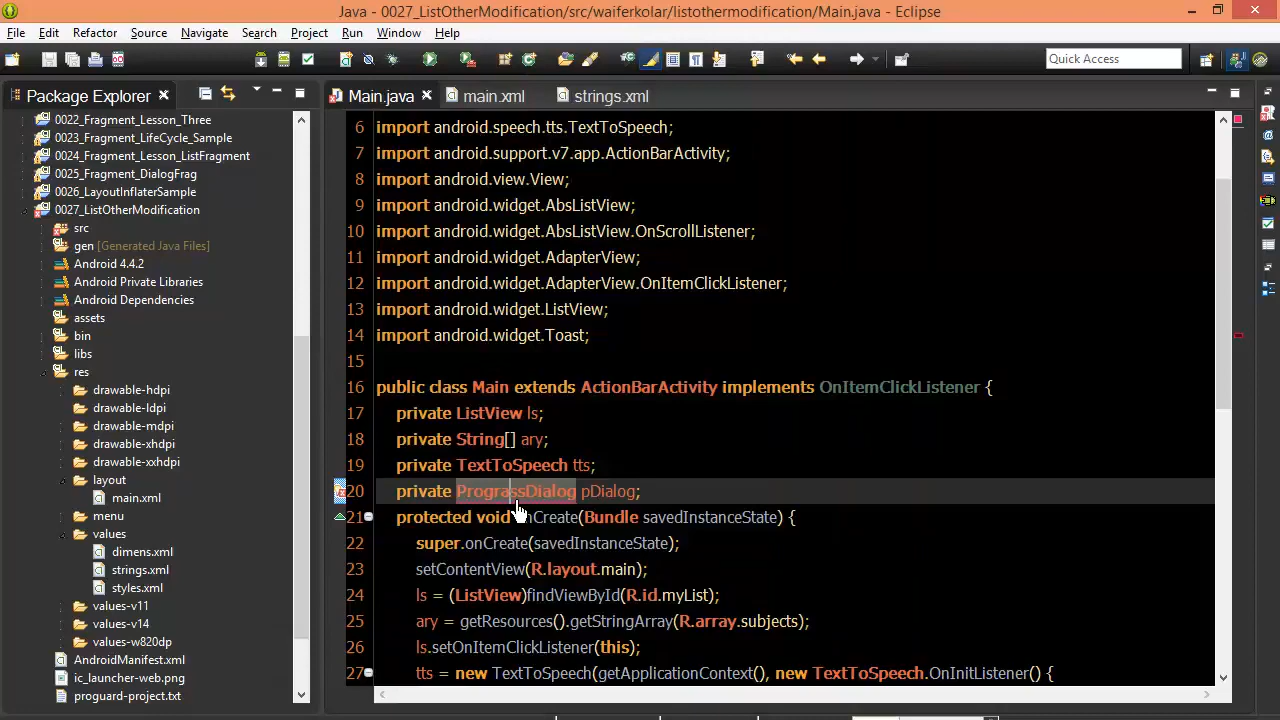 Java - 0027_ListOtherModification/src/waiferkolar/listothermodification/Main.java - Eclipse
File Edit Refactor Source Navigate Search Project Run Window Help
Quick Access
Package Explorer
Main.java main.xml strings.xml
0022_Fragment_Lesson_Three
0023_Fragment_LifeCycle_Sample
0024_Fragment_Lesson_ListFragment
0025_Fragment_DialogFrag
0026_LayoutInflaterSample
0027_ListOtherModification
src
gen [Generated Java Files]
Android 4.4.2
Android Private Libraries
Android Dependencies
assets
bin
libs
res
drawable-hdpi
drawable-ldpi
drawable-mdpi
drawable-xhdpi
drawable-xxhdpi
layout
main.xml
menu
values
dimens.xml
strings.xml
styles.xml
values-v11
values-v14
values-w820dp
AndroidManifest.xml
ic_launcher-web.png
proguard-project.txt
6 import android.speech.tts.TextToSpeech;
7 import android.support.v7.app.ActionBarActivity;
8 import android.view.View;
9 import android.widget.AbsListView;
10 import android.widget.AbsListView.OnScrollListener;
11 import android.widget.AdapterView;
12 import android.widget.AdapterView.OnItemClickListener;
13 import android.widget.ListView;
14 import android.widget.Toast;
15
16 public class Main extends ActionBarActivity implements OnItemClickListener {
17 private ListView ls;
18 private String[] ary;
19 private TextToSpeech tts;
20 private PrograssDialog pDialog;
21 protected void onCreate(Bundle savedInstanceState) {
22 super.onCreate(savedInstanceState);
23 setContentView(R.layout.main);
24 ls = (ListView)findViewById(R.id.myList);
25 ary = getResources().getStringArray(R.array.subjects);
26 ls.setOnItemClickListener(this);
27 tts = new TextToSpeech(getApplicationContext(), new TextToSpeech.OnInitListener() {